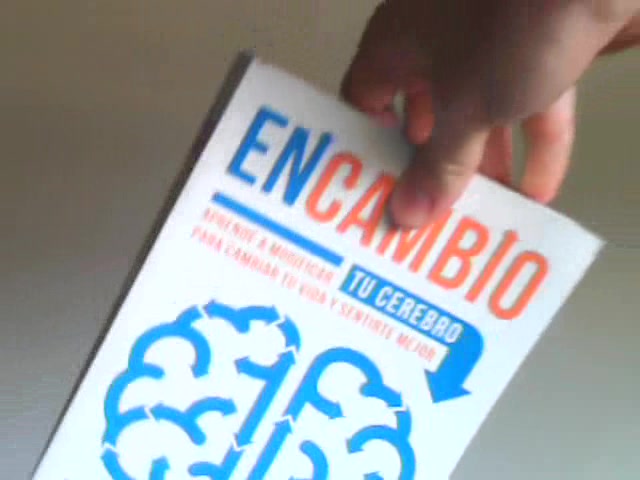 ENCAMBIO
APRENDE A MODIFICAR TU CEREBRO
PARA CAMBIAR TU VIDA Y SENTIRTE MEJOR